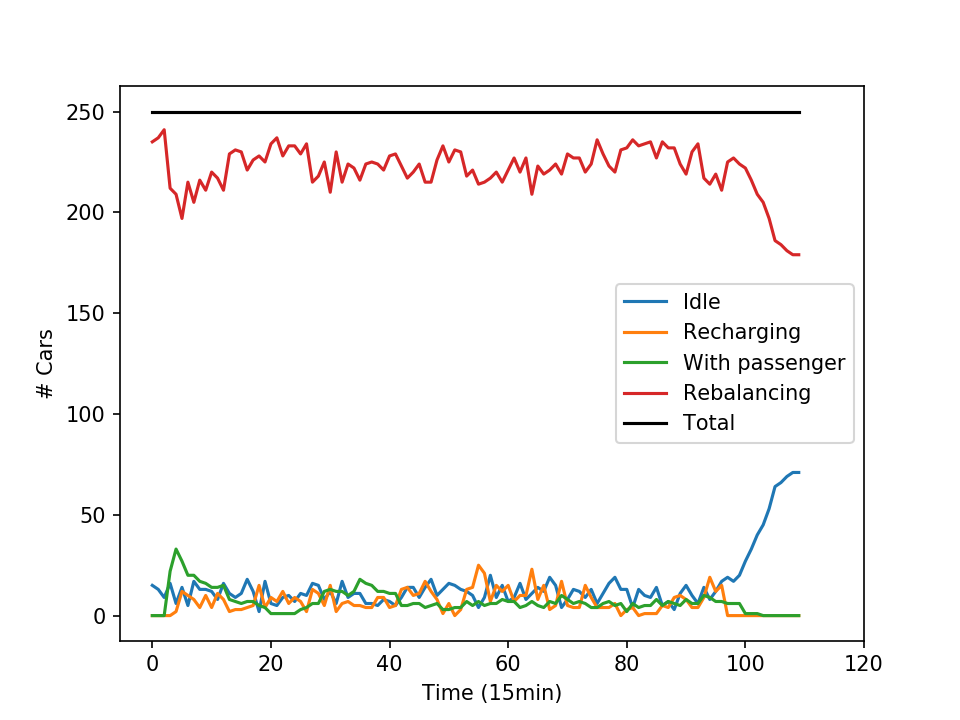 250
200
150
100
50
0
# Cars
Idle
Recharging
With passenger
Rebalancing
Total
0 20 40 60 80 100 120
Time (15min)